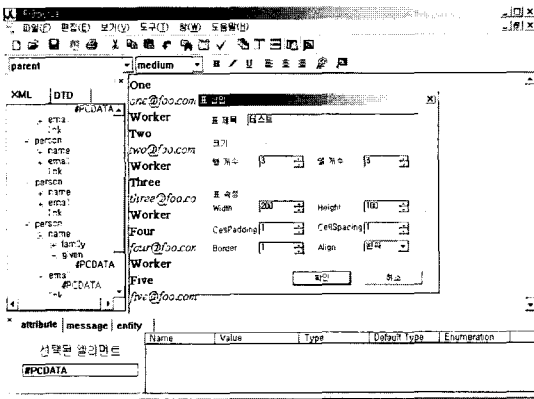 파일(F) 편집(E) 보기(V) 도구(T) 창(W) 도움말(H)
parent medium B I U
XML DTD
#PCDATA
email
link
person
name
email
link
person
name
email
link
person
name
family
given
#PCDATA
email
#PCDATA
link
One
one@foo.com
Worker
Two
two@foo.com
Worker
Three
three@foo.co
Worker
Four
four@foo.com
Worker
Five
five@foo.com
표 삽입
표 제목 테스트
크기
행 개수 3 열 개수 3
표 속성
Width 200 Height 100
CellPadding 1 CellSpacing 1
Border 1 Align 왼쪽
확인 취소
attribute message entity
선택된 엘리먼트
#PCDATA
Name Value Type Default Type Enumeration